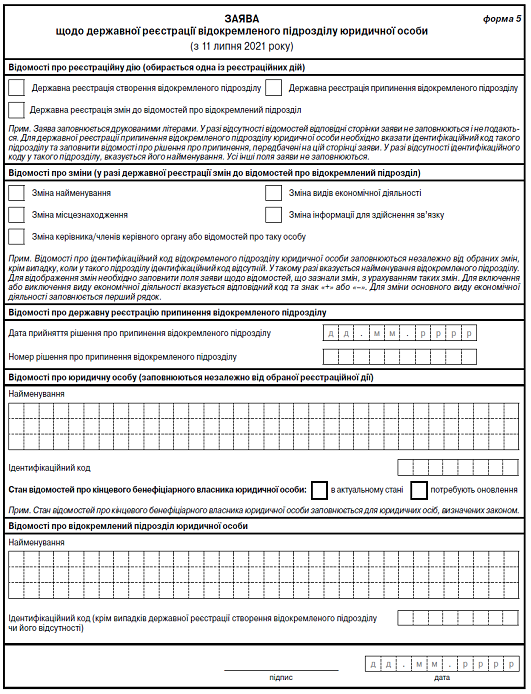 ЗАЯВА
форма 5
щодо державної реєстрації відокремленого підрозділу юридичної особи
(з 11 липня 2021 року)
Відомості про реєстраційну дію (обирається одна із реєстраційних дій)
Державна реєстрація створення відокремленого підрозділу
Державна реєстрація припинення відокремленого підрозділу
Державна реєстрація змін до відомостей про відокремлений підрозділ
Прим. Заява заповнюється друкованими літерами. У разі відсутності відомостей відповідні сторінки заяви не заповнюються і не подають-
ся. Для державної реєстрації припинення відокремленого підрозділу юридичної особи необхідно вказати ідентифікаційний код такого
підрозділу та заповнити відомості про рішення про припинення, передбачені на цій сторінці заяви. У разі відсутності ідентифікаційного
коду у такого підрозділу, вказується його найменування. Усі інші поля заяви не заповнюються.
Відомості про зміни (у разі державної реєстрації змін до відомостей про відокремлений підрозділ)
Зміна найменування
Зміна видів економічної діяльності
Зміна місцезнаходження
Зміна інформації для здійснення зв'язку
Зміна керівника/членів керівного органу або відомостей про таку особу
Прим. Відомості про ідентифікаційний код відокремленого підрозділу юридичної особи заповнюються незалежно від обраних змін,
крім випадку, коли у такого підрозділу ідентифікаційний код відсутній. У такому разі вказується найменування відокремленого підрозділу.
Для відображення змін необхідно заповнити поля заяви щодо відомостей, що зазнали змін, з урахуванням таких змін. Для включення
або виключення виду економічної діяльності вказується відповідний код та знак «+» або «–». Для зміни основного виду економічної
діяльності заповнюється перший рядок.
Відомості про державну реєстрацію припинення відокремленого підрозділу
Дата прийняття рішення про припинення відокремленого підрозділу
д д . м м . р р р р
Номер рішення про припинення відокремленого підрозділу
Відомості про юридичну особу (заповнюються незалежно від обраної реєстраційної дії)
Найменування
Ідентифікаційний код
Стан відомостей про кінцевого бенефіціарного власника юридичної особи:
в актуальному стані
потребують оновлення
Прим. Стан відомостей про кінцевого бенефіціарного власника заповнюється для юридичних осіб, визначених законом.
Відомості про відокремлений підрозділ юридичної особи
Найменування
Ідентифікаційний код (крім випадків державної реєстрації створення відокремленого підрозділу
чи його відсутності)
д д . м м . р р р р
підпис
дата